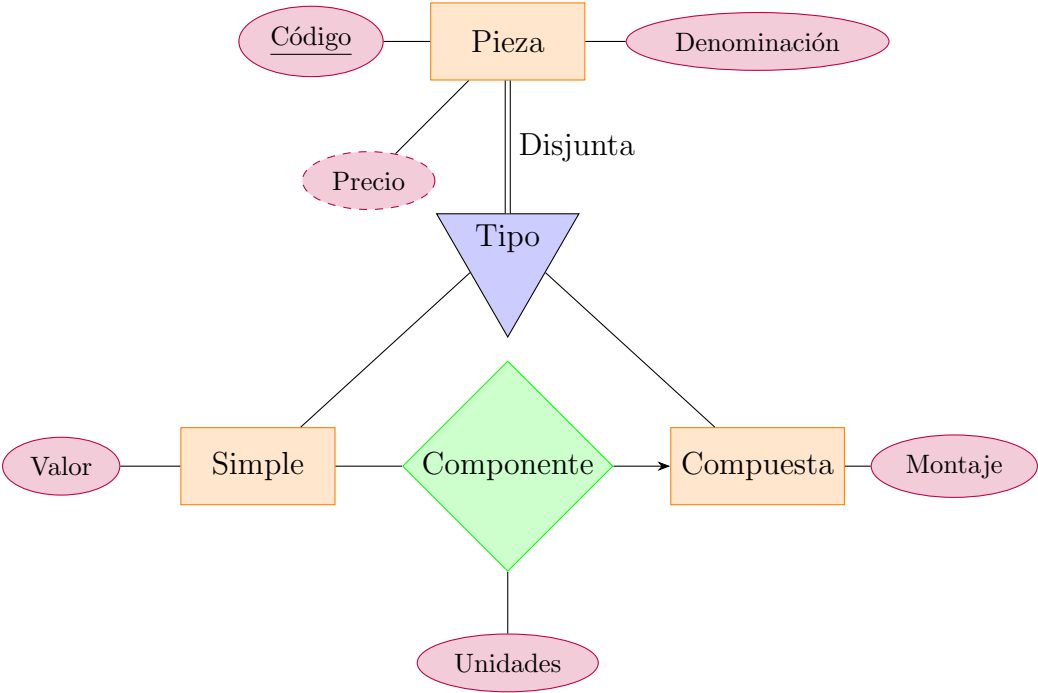 Código
Pieza
Denominación
Disjunta
Precio
Tipo
Valor
Simple
Componente
Compuesta
Montaje
Unidades